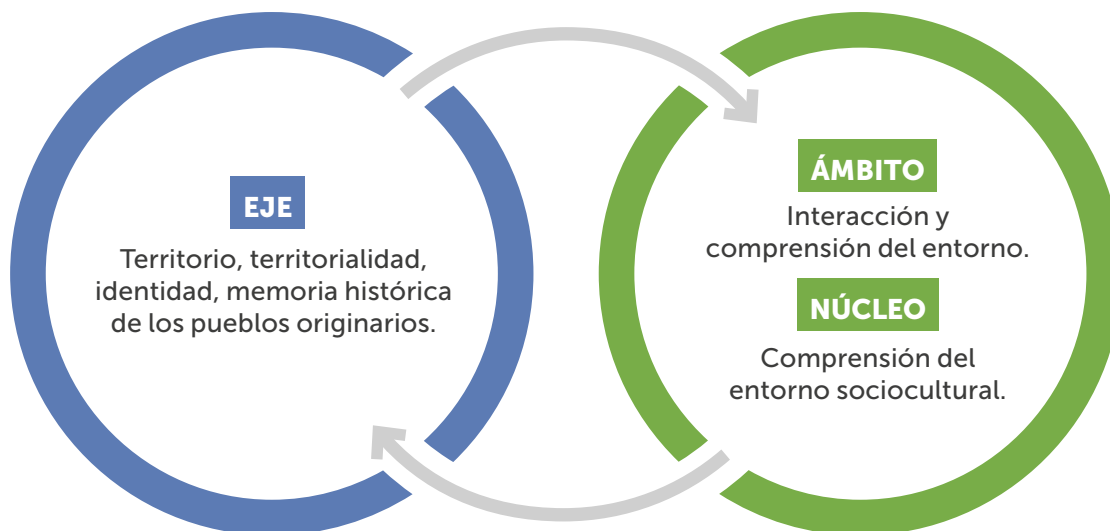 EJE
Territorio, territorialidad,
identidad, memoria histórica
de los pueblos originarios.
ÁMBITO
Interacción y
comprensión del entorno.
NÚCLEO
Comprensión del
entorno sociocultural.